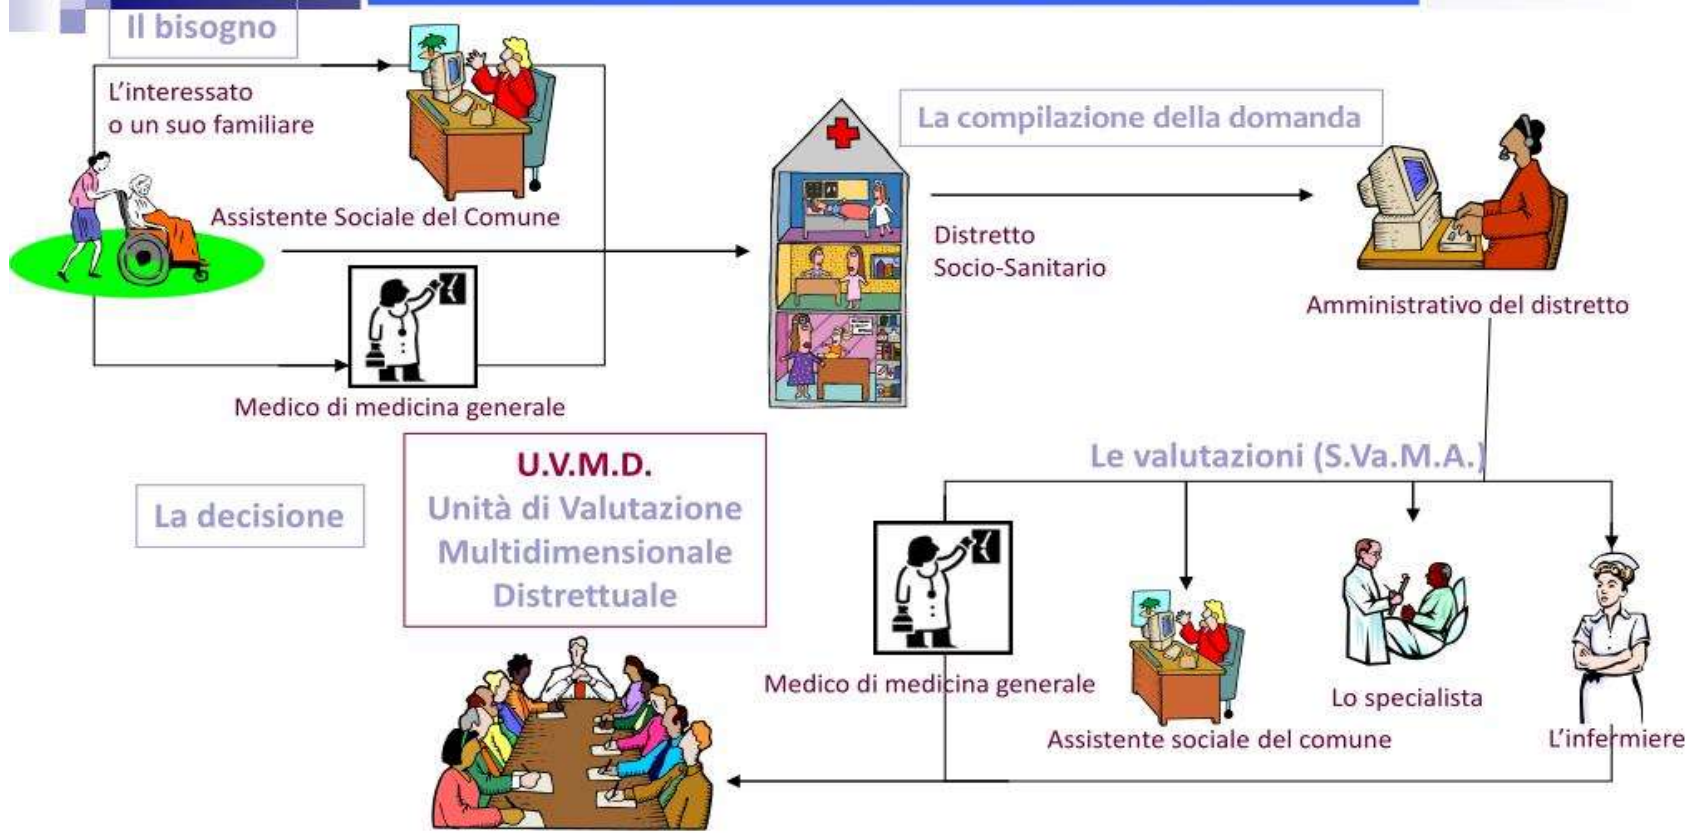 Il bisogno
L'interessato
o un suo familiare
Assistente Sociale del Comune
Medico di medicina generale
La compilazione della domanda
Distretto
Socio-Sanitario
Amministrativo del distretto
Le valutazioni (S.Va.M.A.)
Medico di medicina generale
Assistente sociale del comune
Lo specialista
L'infermiere
La decisione
U.V.M.D.
Unità di Valutazione
Multidimensionale
Distrettuale